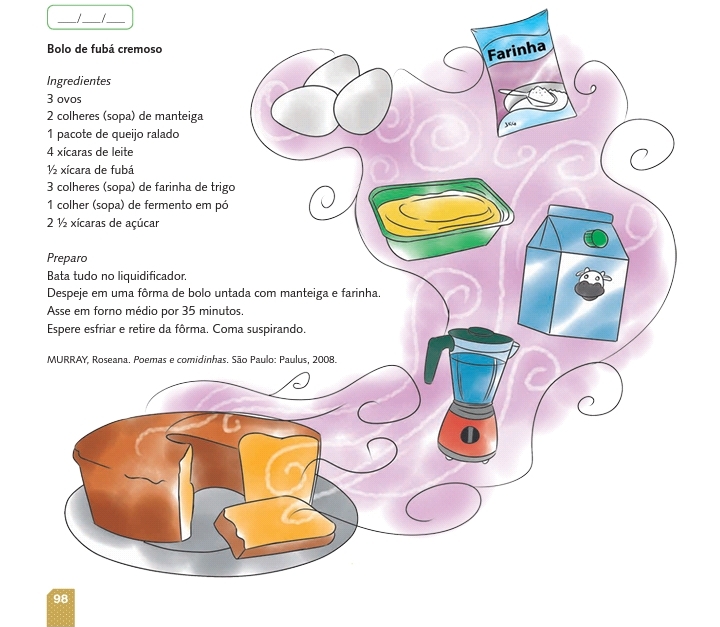 ___/___/___
Bolo de fubá cremoso
Ingredientes
3 ovos
2 colheres (sopa) de manteiga
1 pacote de queijo ralado
4 xícaras de leite
½ xícara de fubá
3 colheres (sopa) de farinha de trigo
1 colher (sopa) de fermento em pó
2 ½ xícaras de açúcar
Preparo
Bata tudo no liquidificador.
Despeje em uma fôrma de bolo untada com manteiga e farinha.
Asse em forno médio por 35 minutos.
Espere esfriar e retire da fôrma. Coma suspirando.
MURRAY, Roseana. Poemas e comidinhas. São Paulo: Paulus, 2008.
Farinha
98